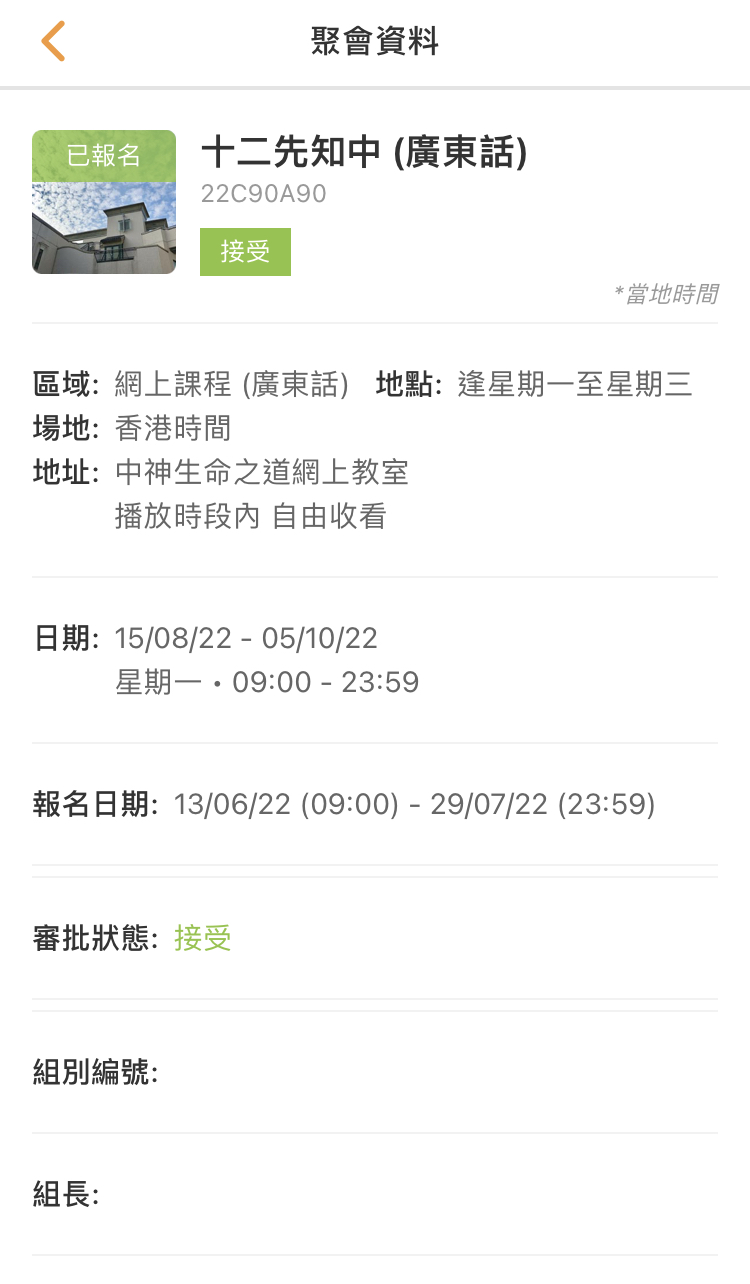 聚會資料
已報名
十二先知中 (廣東話)
22C90A90
接受
*當地時間
區域: 網上課程 (廣東話) 地點: 逢星期一至星期三
場地: 香港時間
地址: 中神生命之道網上教室
播放時段內 自由收看
日期: 15/08/22 - 05/10/22
星期一 • 09:00 - 23:59
報名日期: 13/06/22 (09:00) - 29/07/22 (23:59)
審批狀態: 接受
組別編號:
組長: